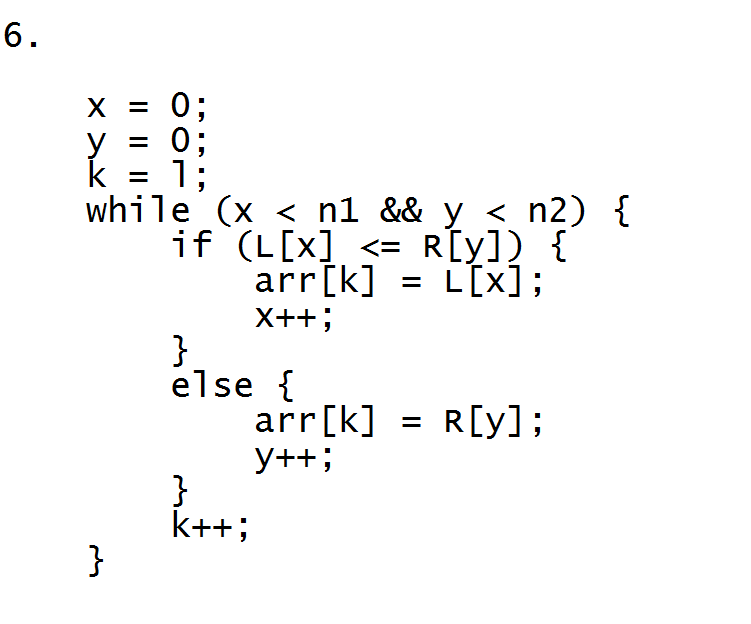 6.
x = 0;
y = 0;
k = l;
while (x < n1 && y < n2) {
if (L[x] <= R[y]) {
arr[k] = L[x];
x++;
}
else {
arr[k] = R[y];
y++;
}
k++;
}